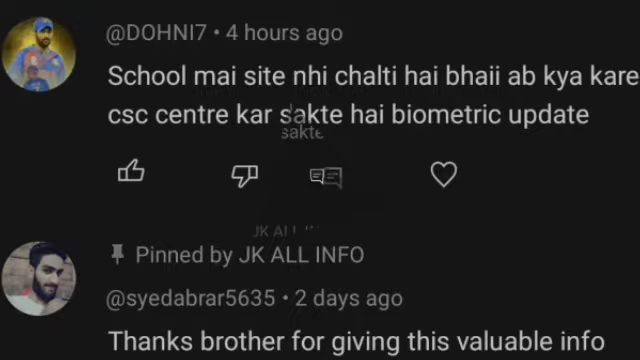 @DOHNI7 • 4 hours ago
School mai site nhi chalti hai bhaii ab kya kare
csc centre kar sakte hai biometric update
sakte
Pinned by JK ALL INFO
@syedabrar5635 • 2 days ago
Thanks brother for giving this valuable info